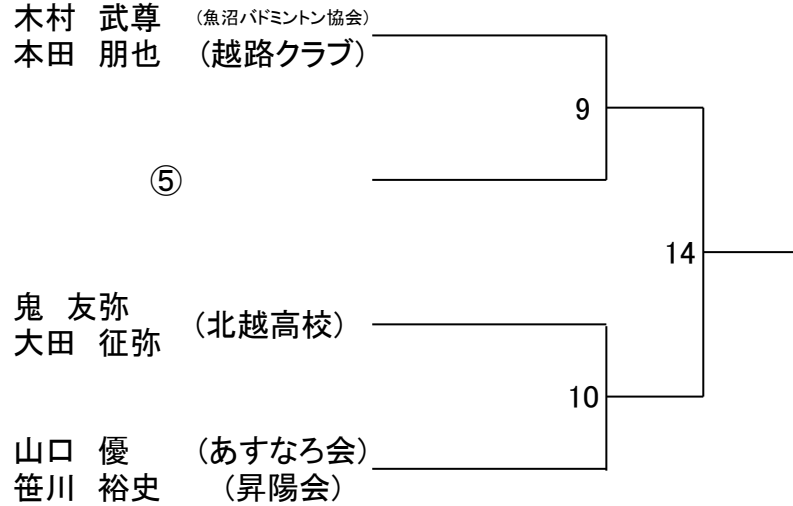 木村　武尊　(魚沼バドミントン協会)
本田　朋也　(越路クラブ)
9
⑤
14
鬼　友弥
大田　征弥　(北越高校)
10
山口　優　(あすなろ会)
笹川　裕史　(昇陽会)